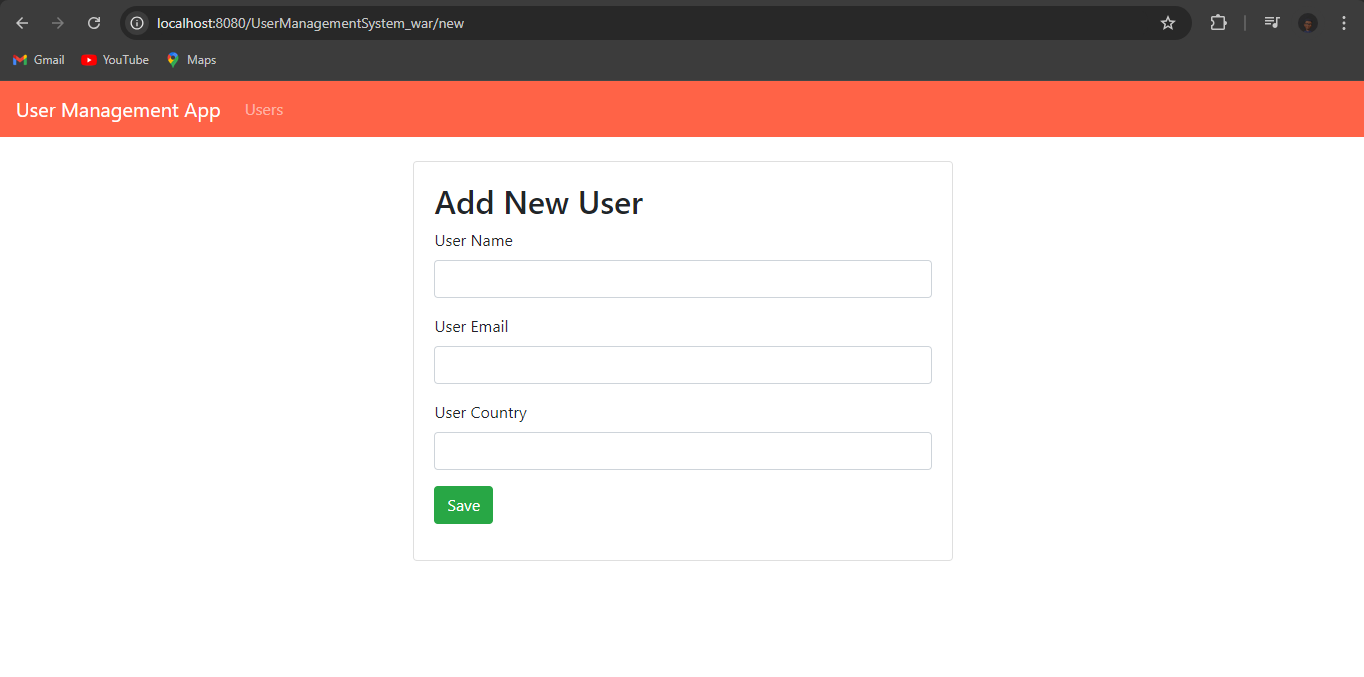 localhost:8080/UserManagementSystem_war/new
Gmail YouTube Maps
User Management App Users
Add New User
User Name
User Email
User Country
Save